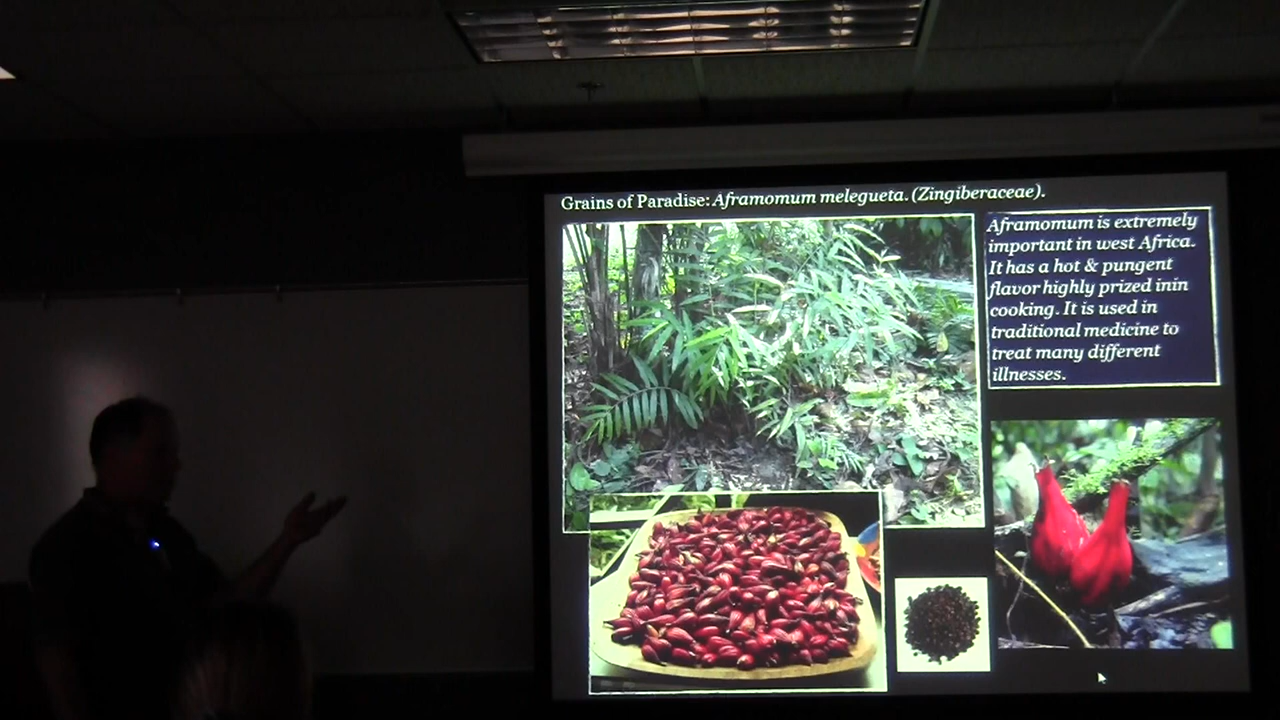 Grains of Paradise: Aframomum melegueta. (Zingiberaceae).
Aframomum is extremely
important in west Africa.
It has a hot & pungent
flavor highly prized inin
cooking. It is used in
traditional medicine to
treat many different
illnesses.